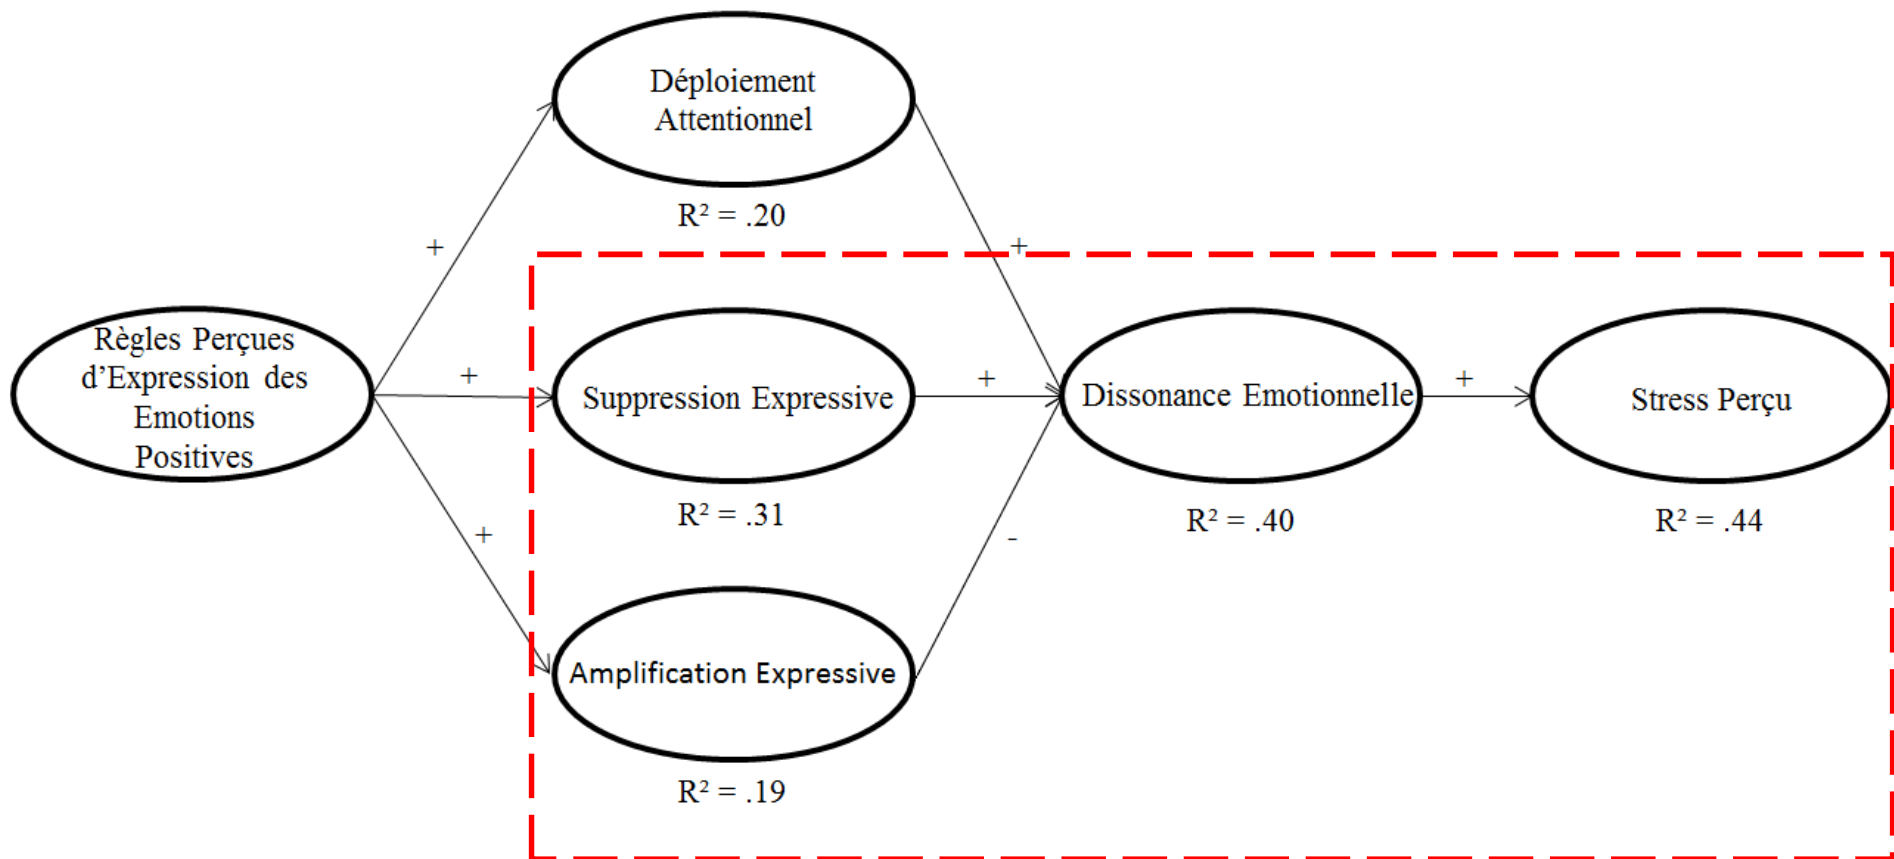 Déploiement
Attentionnel
R² = .20
+
+
Règles Perçues
d’Expression des
Emotions
Positives
+
Suppression Expressive
+
Dissonance Emotionnelle
+
Stress Perçu
R² = .31
R² = .40
R² = .44
+
-
Amplification Expressive
R² = .19